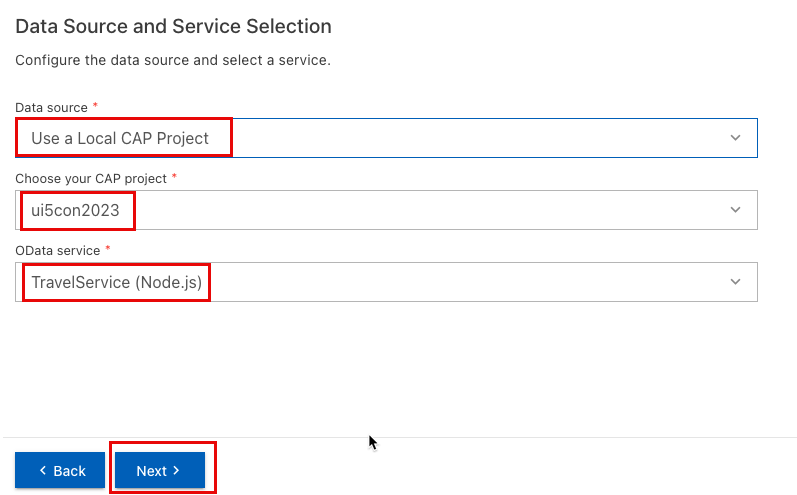 Data Source and Service Selection
Configure the data source and select a service.
Data source *
Use a Local CAP Project
Choose your CAP project *
ui5con2023
OData service *
TravelService (Node.js)
Back
Next